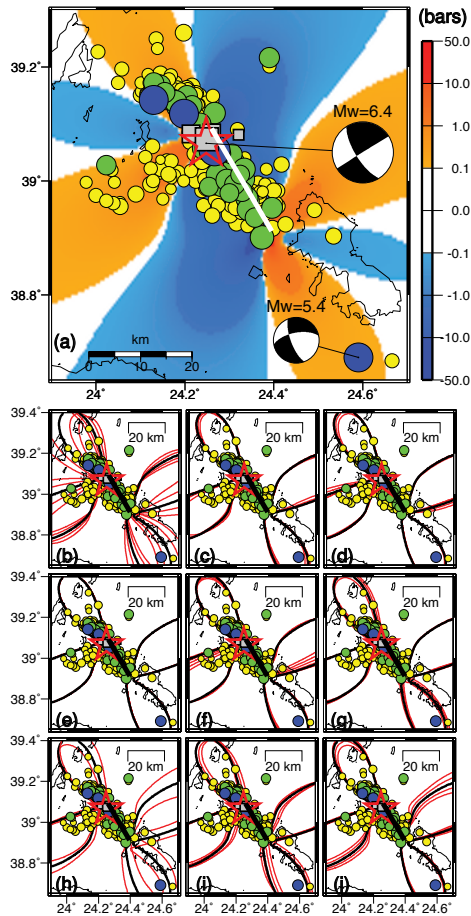 (bars)
50.0
10.0
1.0
0.1
0.0
-0.1
-1.0
-10.0
-50.0
39.2°
39°
38.8°
Mw=6.4
Mw=5.4
(a)
km
0 10 20
24° 24.2° 24.4° 24.6°
39.4°
39.2°
39°
38.8°
20 km
20 km
20 km
(b)
(c)
(d)
39.4°
39.2°
39°
38.8°
20 km
20 km
20 km
(e)
(f)
(g)
39.4°
39.2°
39°
38.8°
20 km
20 km
20 km
(h)
(i)
(j)
24° 24.2° 24.4° 24.6°
24° 24.2° 24.4° 24.6°
24° 24.2° 24.4° 24.6°